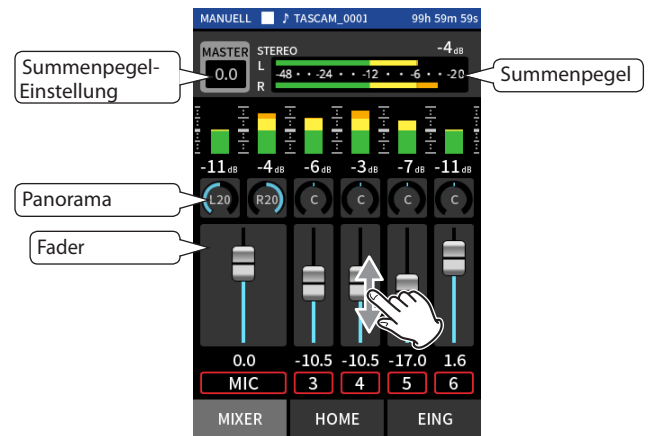 MANUELL ♪ TASCAM_0001 99h 59m 59s
MASTER STEREO -4dB
0.0 L
-48 • • -24 • • -12 • • -6 • • -20
R
Summenpegel-
Einstellung
Summenpegel
-11dB -4dB -6dB -3dB -7dB -11dB
Panorama
L20 R20 C C C C
Fader
0.0 -10.5 -10.5 -17.0 1.6
MIC 3 4 5 6
MIXER HOME EING